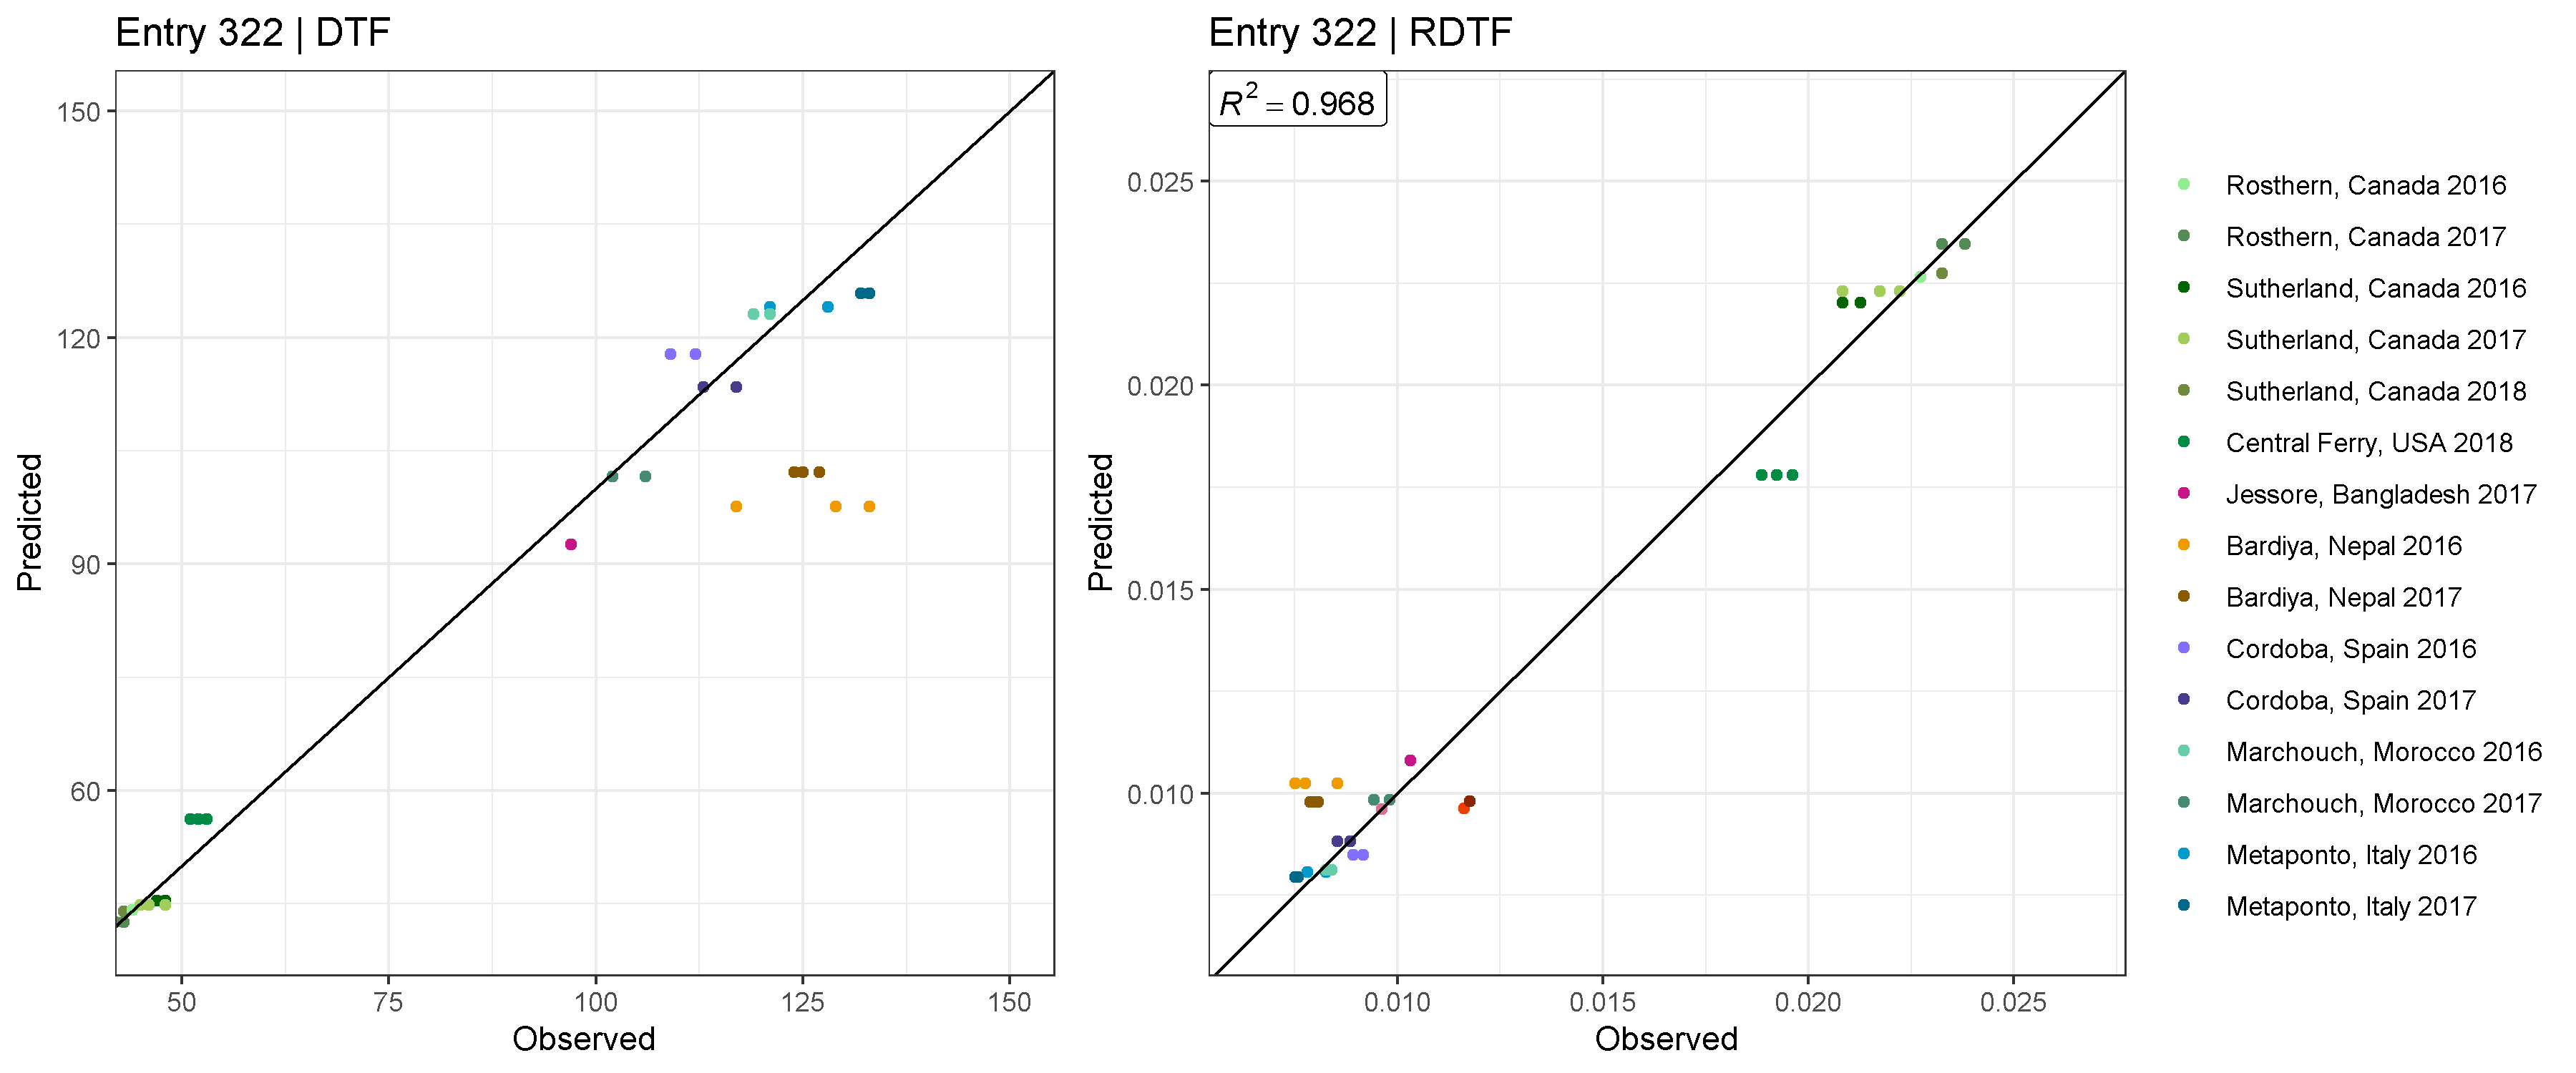 Entry 322 | DTF
150
120
90
60
50
75
100
125
150
Observed
Predicted
Entry 322 | RDTF
R² = 0.968
0.025
0.020
0.015
0.010
0.010
0.015
0.020
0.025
Observed
Predicted
Rosthern, Canada 2016
Rosthern, Canada 2017
Sutherland, Canada 2016
Sutherland, Canada 2017
Sutherland, Canada 2018
Central Ferry, USA 2018
Jessore, Bangladesh 2017
Bardiya, Nepal 2016
Bardiya, Nepal 2017
Cordoba, Spain 2016
Cordoba, Spain 2017
Marchouch, Morocco 2016
Marchouch, Morocco 2017
Metaponto, Italy 2016
Metaponto, Italy 2017